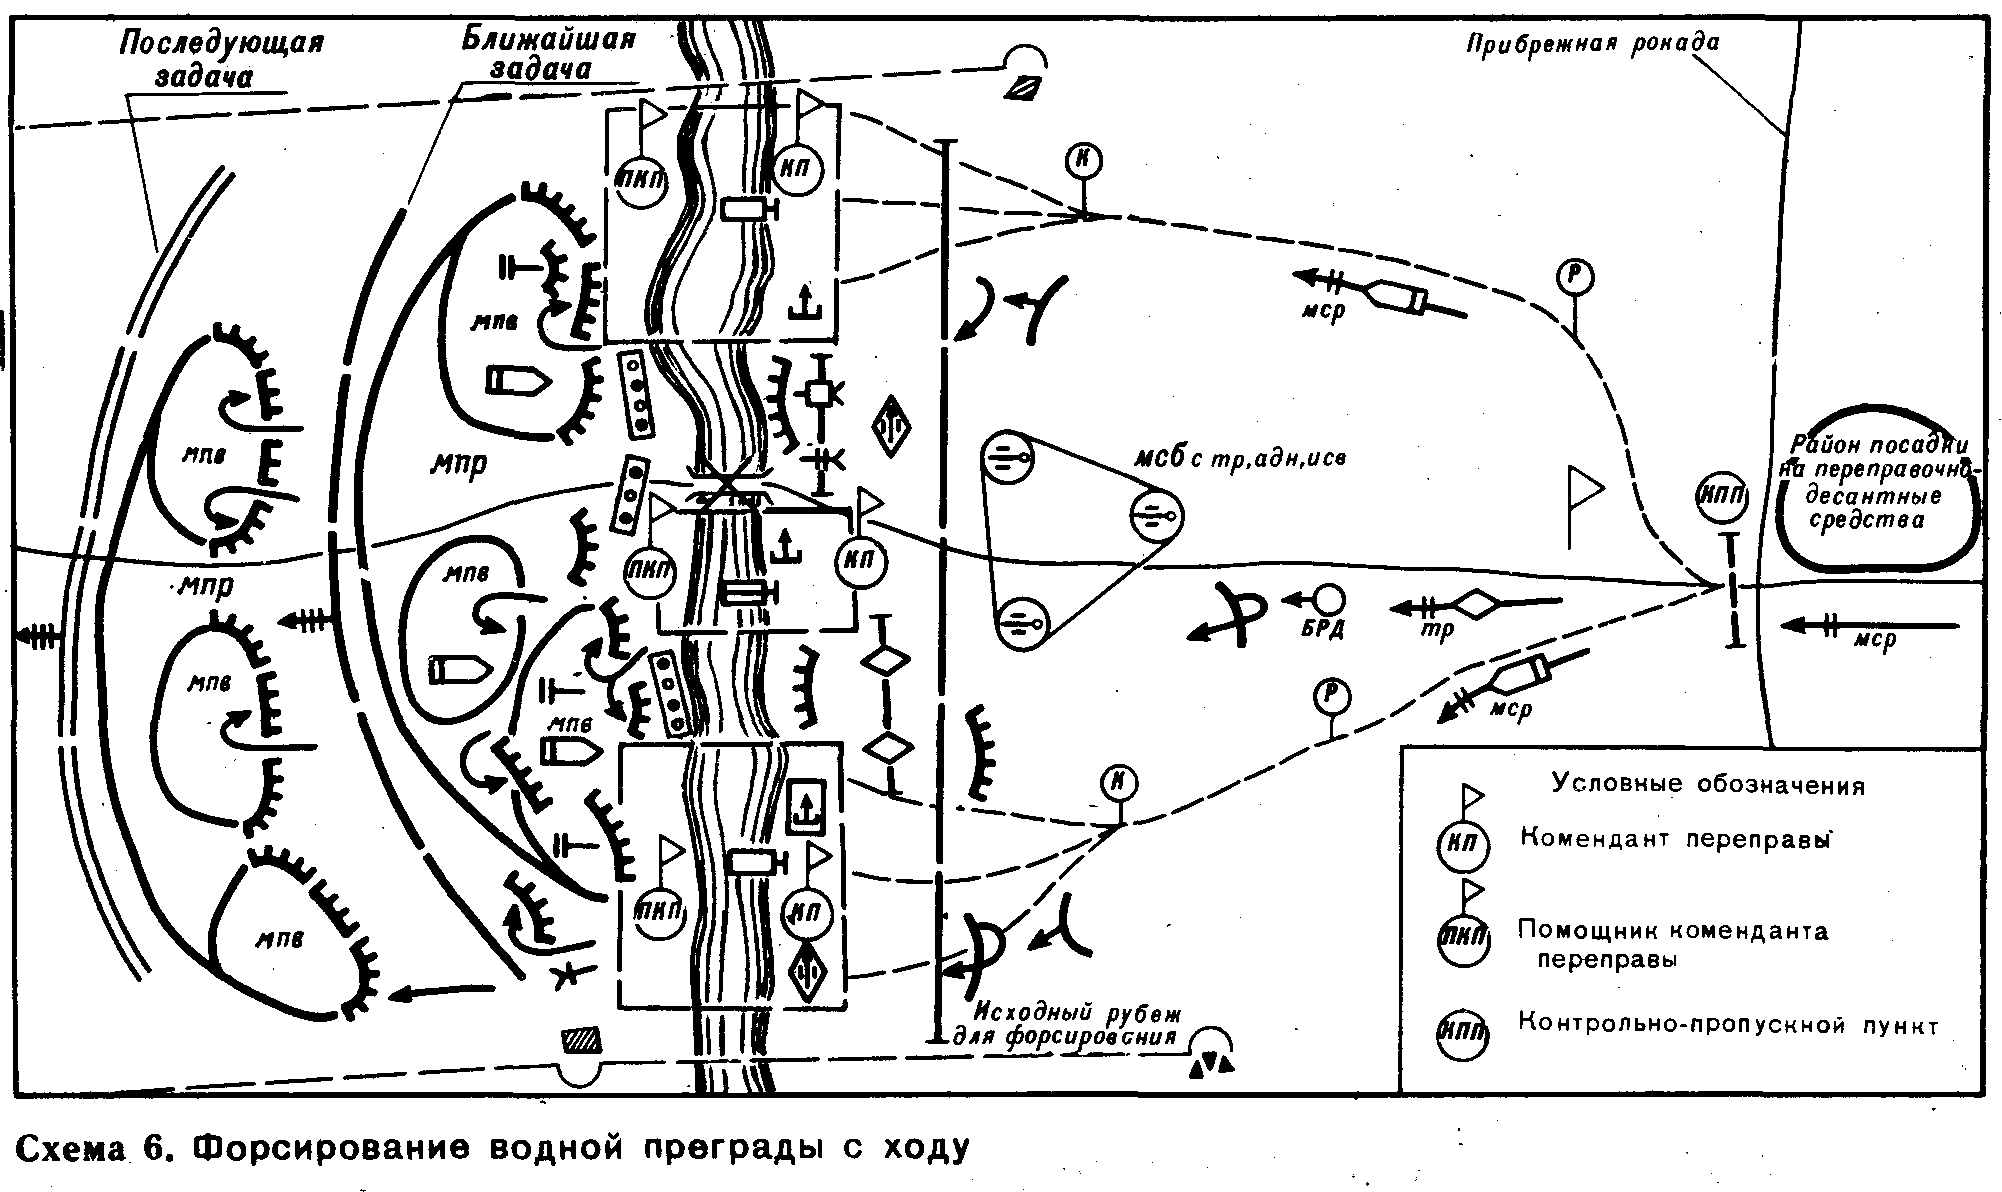 Последующая
задача
Ближайшая
задача
Прибрежная рокада
ПКП
КП
К
Р
мпв
мср
мпв
мпр
мсб с тр, адн, исв
Район посадки
на переправочно-
десантные
средства
КПП
мпр
мпв
ПКП
КП
БРД
тр
мср
мпв
мпв
Р
мср
К
мпв
ПКП
КП
Исходный рубеж
для форсирования
Условные обозначения
КП
Комендант переправы
ПКП
Помощник коменданта
переправы
КПП
Контрольно-пропускной пункт
Схема 6. Форсирование водной преграды с ходу